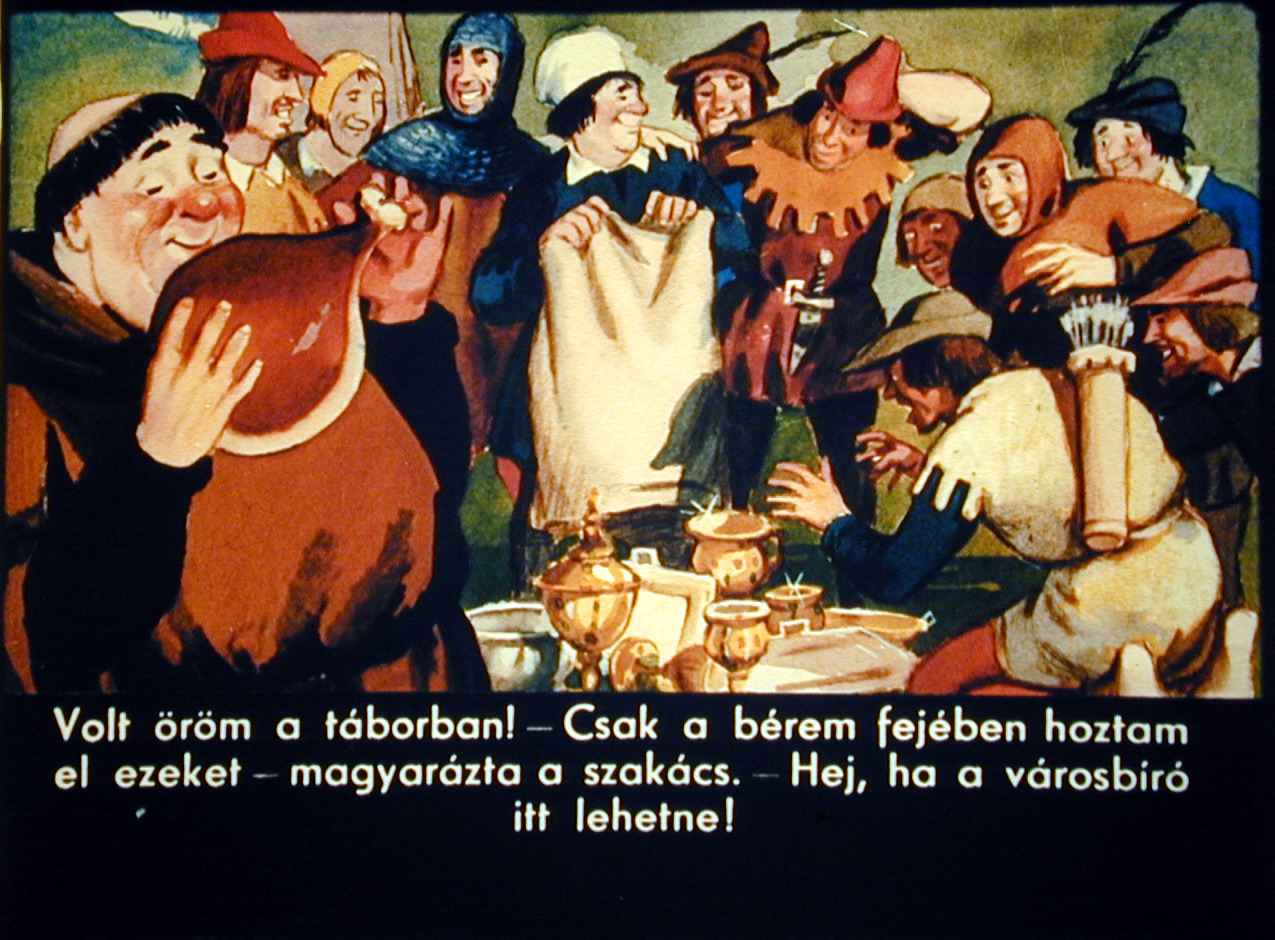 Volt öröm a táborban! – Csak a bérem fejében hoztam
el ezeket – magyarázta a szakács. – Hej, ha a városbíró
itt lehetne!